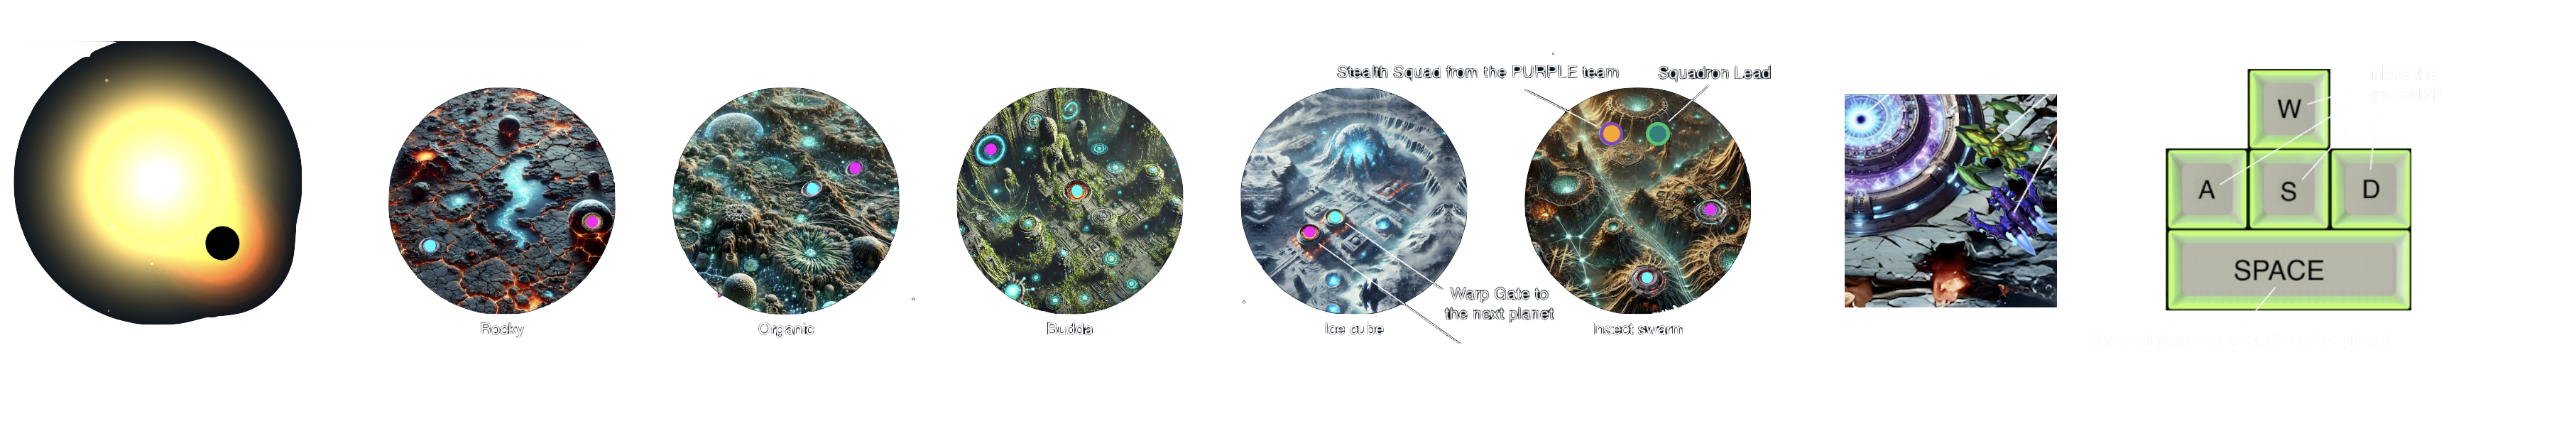 Stealth Squad from the PURPLE team
Squadron Lead
Warp Gate to
the next planet
Rocky
Organic
Budda
Ice cube
Insect swarm
W
A
S
D
SPACE